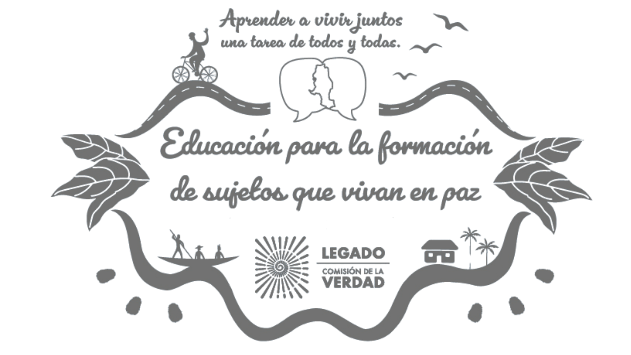 Aprender a vivir juntos
una tarea de todos y todas.
Educación para la formación
de sujetos que vivan en paz
LEGADO
COMISIÓN DE LA
VERDAD